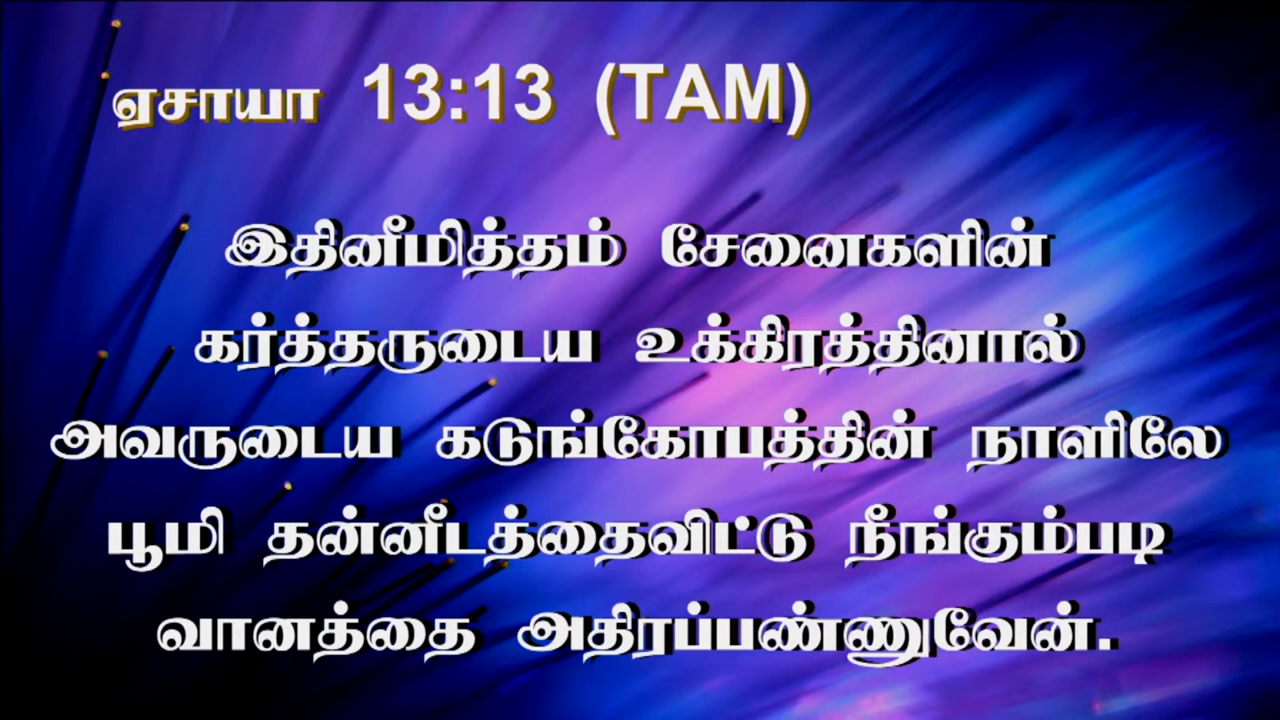 ஏசாயா 13:13 (TAM)
இதினீமித்தம் சேனைகளின்
கர்த்தருடைய உக்கிரத்தினால்
அவருடைய கடுங்கோபத்தின் நாளிலே
பூமி தன்னீடத்தைவிட்டு நீங்கும்படி
வானத்தை அதிரப்பண்ணுவேன்.